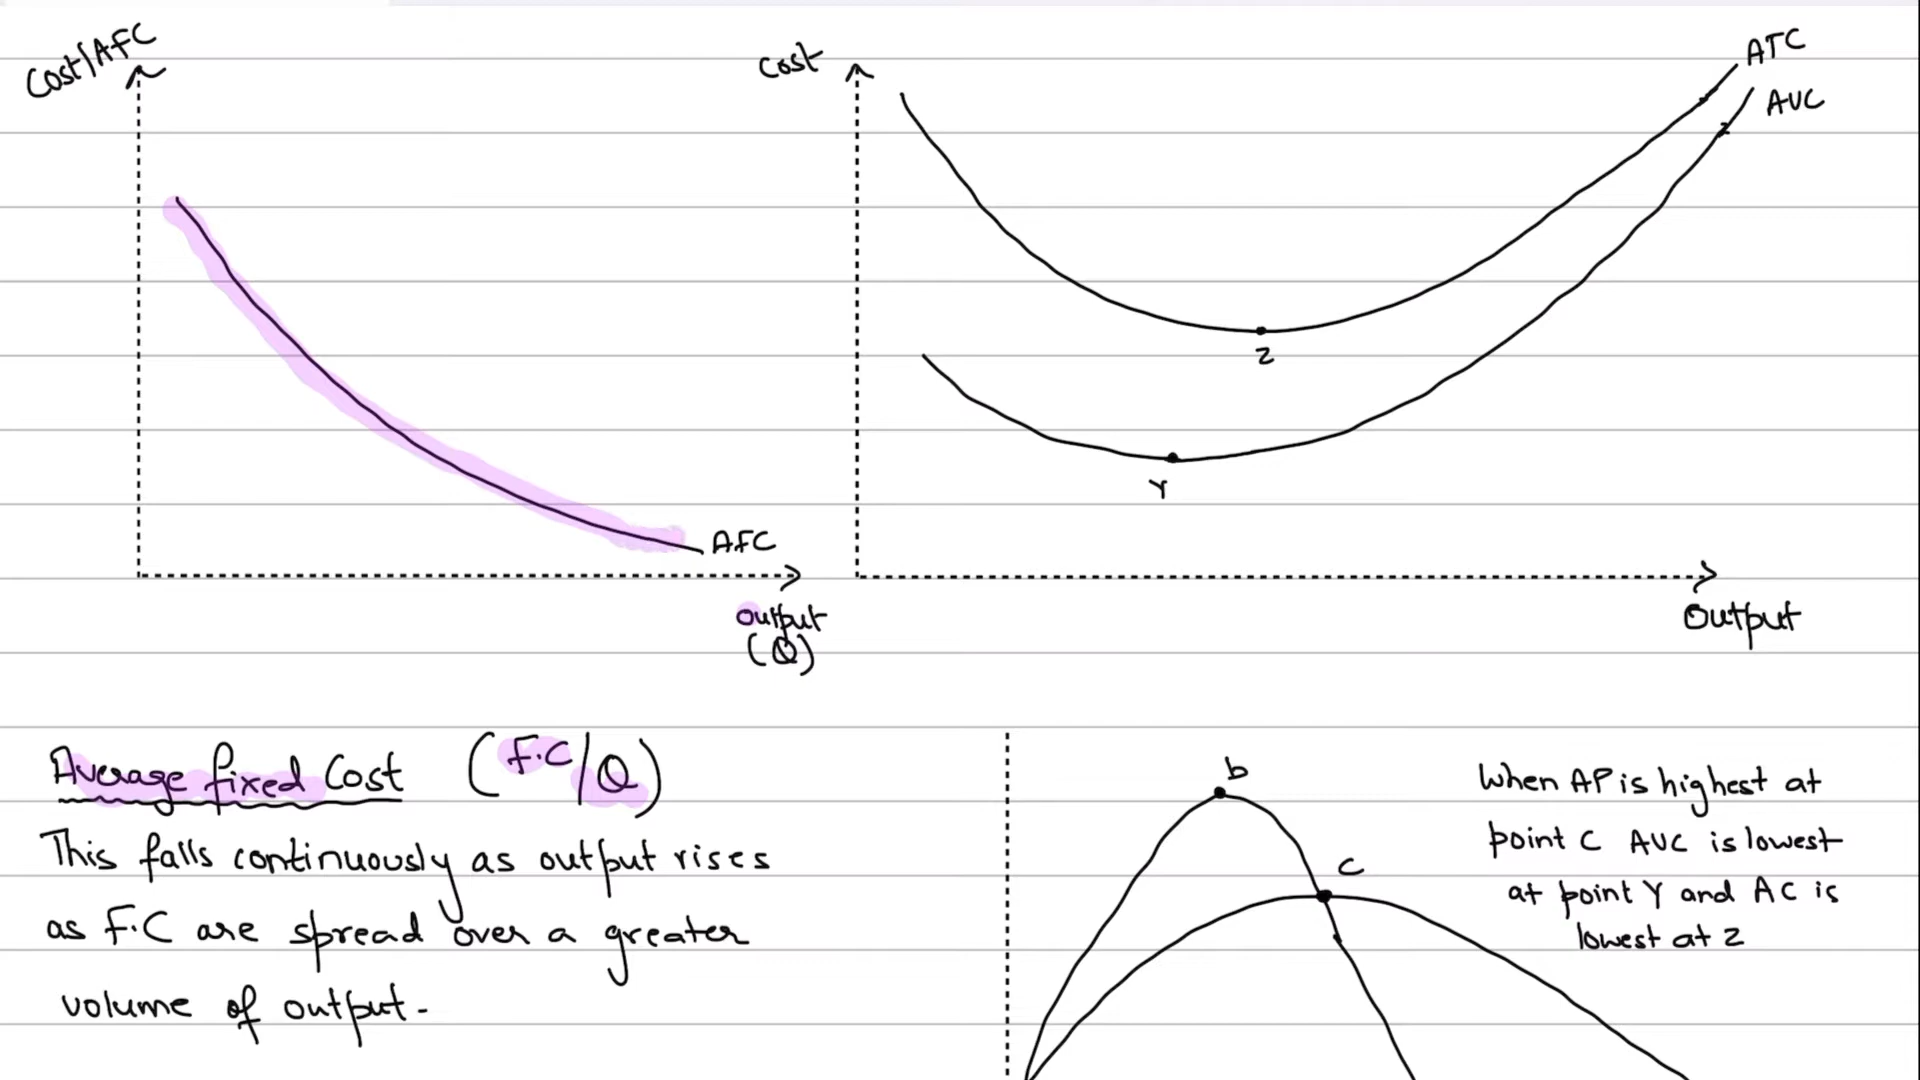 Cost/AFC
AFC
output
(Q)
Cost
ATC
AVC
Z
Y
Output
Average fixed Cost (F.C/Q)
This falls continuously as output rises
as F.C are spread over a greater
volume of output.
b
C
When AP is highest at
point C AVC is lowest
at point Y and AC is
lowest at Z